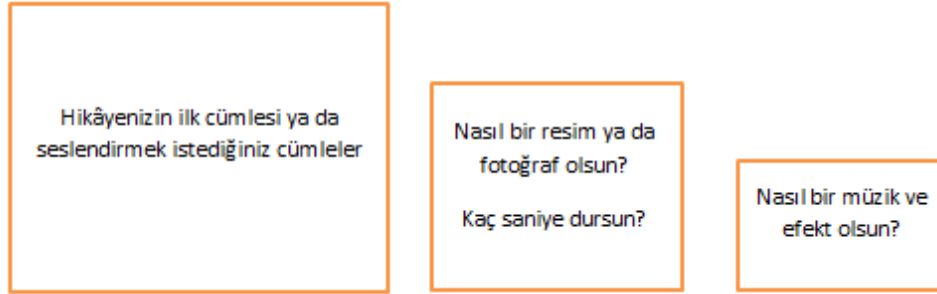 Hikâyenizin ilk cümlesi ya da
seslendirmek istediğiniz cümleler
Nasıl bir resim ya da
fotoğraf olsun?
Kaç saniye dursun?
Nasıl bir müzik ve
efekt olsun?